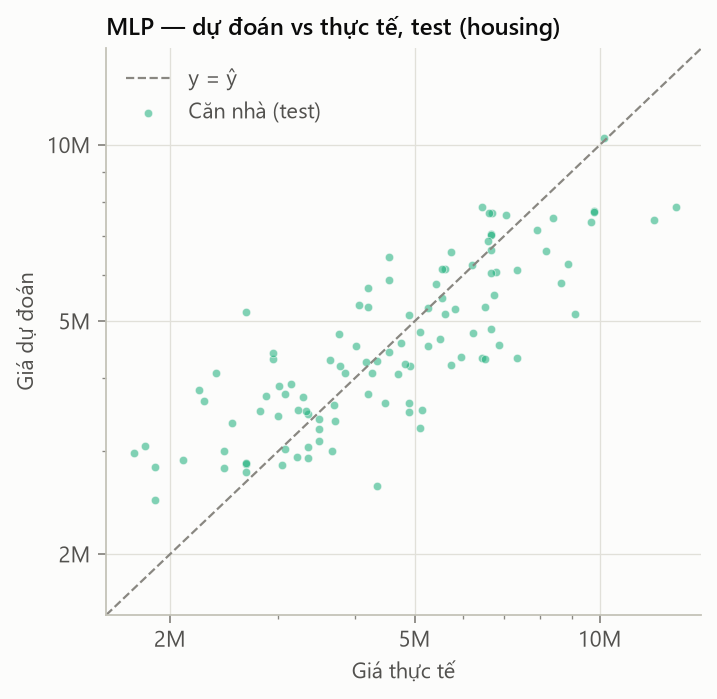 MLP — dự đoán vs thực tế, test (housing)
y = ŷ
Căn nhà (test)
10M
5M
2M
Giá dự đoán
2M
5M
10M
Giá thực tế